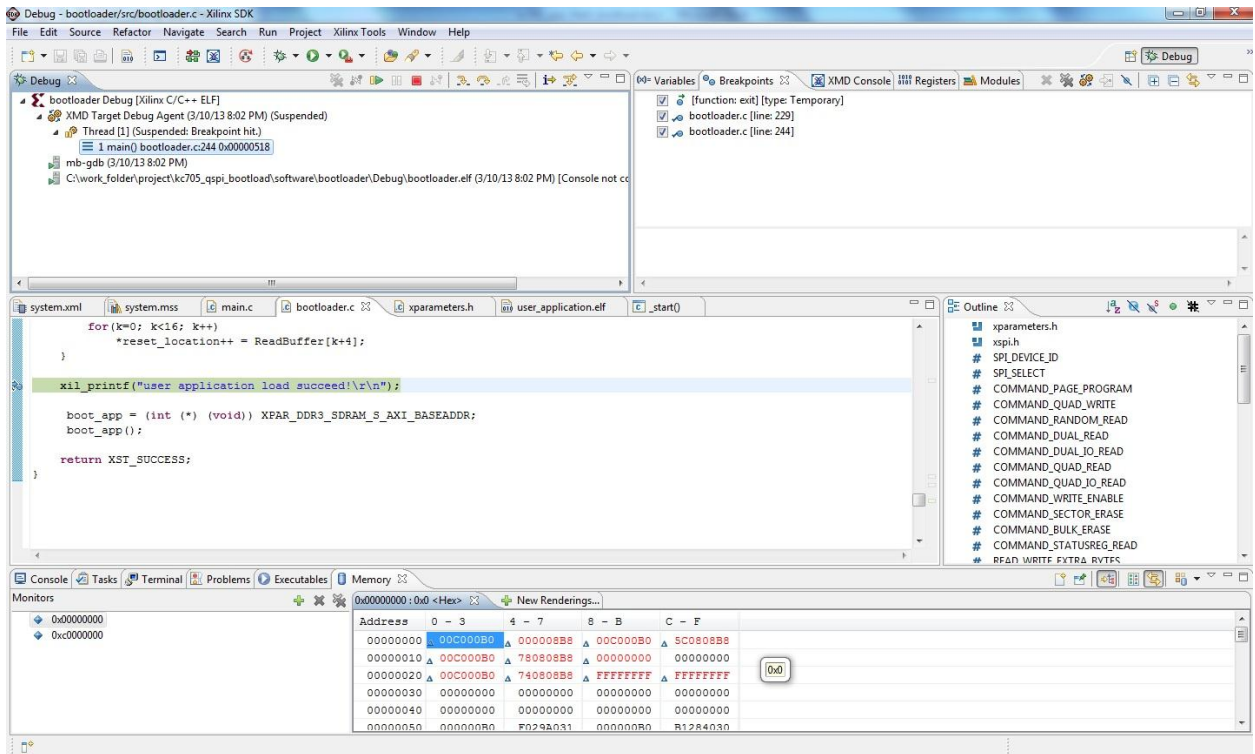 Debug - bootloader/src/bootloader.c - Xilinx SDK
File Edit Source Refactor Navigate Search Run Project Xilinx Tools Window Help
Debug
Debug
bootloader Debug [Xilinx C/C++ ELF]
XMD Target Debug Agent (3/10/13 8:02 PM) (Suspended)
Thread [1] (Suspended: Breakpoint hit.)
1 main() bootloader.c:244 0x00000518
mb-gdb (3/10/13 8:02 PM)
C:\work_folder\project\kc705_qspi_bootload\software\bootloader\Debug\bootloader.elf (3/10/13 8:02 PM) [Console not co
(x)= Variables Breakpoints XMD Console Registers Modules
[function: exit] [type: Temporary]
bootloader.c [line: 229]
bootloader.c [line: 244]
system.xml system.mss main.c bootloader.c xparameters.h user_application.elf _start()
for(k=0; k<16; k++)
*reset_location++ = ReadBuffer[k+4];
}
xil_printf("user application load succeed!\r\n");
boot_app = (int (*) (void)) XPAR_DDR3_SDRAM_S_AXI_BASEADDR;
boot_app();
return XST_SUCCESS;
}
Outline
xparameters.h
xspi.h
# SPI_DEVICE_ID
# SPI_SELECT
# COMMAND_PAGE_PROGRAM
# COMMAND_QUAD_WRITE
# COMMAND_RANDOM_READ
# COMMAND_DUAL_READ
# COMMAND_DUAL_IO_READ
# COMMAND_QUAD_READ
# COMMAND_QUAD_IO_READ
# COMMAND_WRITE_ENABLE
# COMMAND_SECTOR_ERASE
# COMMAND_BULK_ERASE
# COMMAND_STATUSREG_READ
# READ_WRITE_EXTRA_BYTES
Console Tasks Terminal Problems Executables Memory
Monitors
0x00000000
0xc0000000
0x00000000 : 0x0 <Hex> New Renderings...
Address 0 - 3 4 - 7 8 - B C - F
00000000 00C000B0 000008B8 00C000B0 5C0808B8
00000010 00C000B0 780808B8 00000000 00000000
00000020 00C000B0 740808B8 FFFFFFFF FFFFFFFF
00000030 00000000 00000000 00000000 00000000
00000040 00000000 00000000 00000000 00000000
00000050 000000B0 F029A031 000000B0 B1284030
0x0